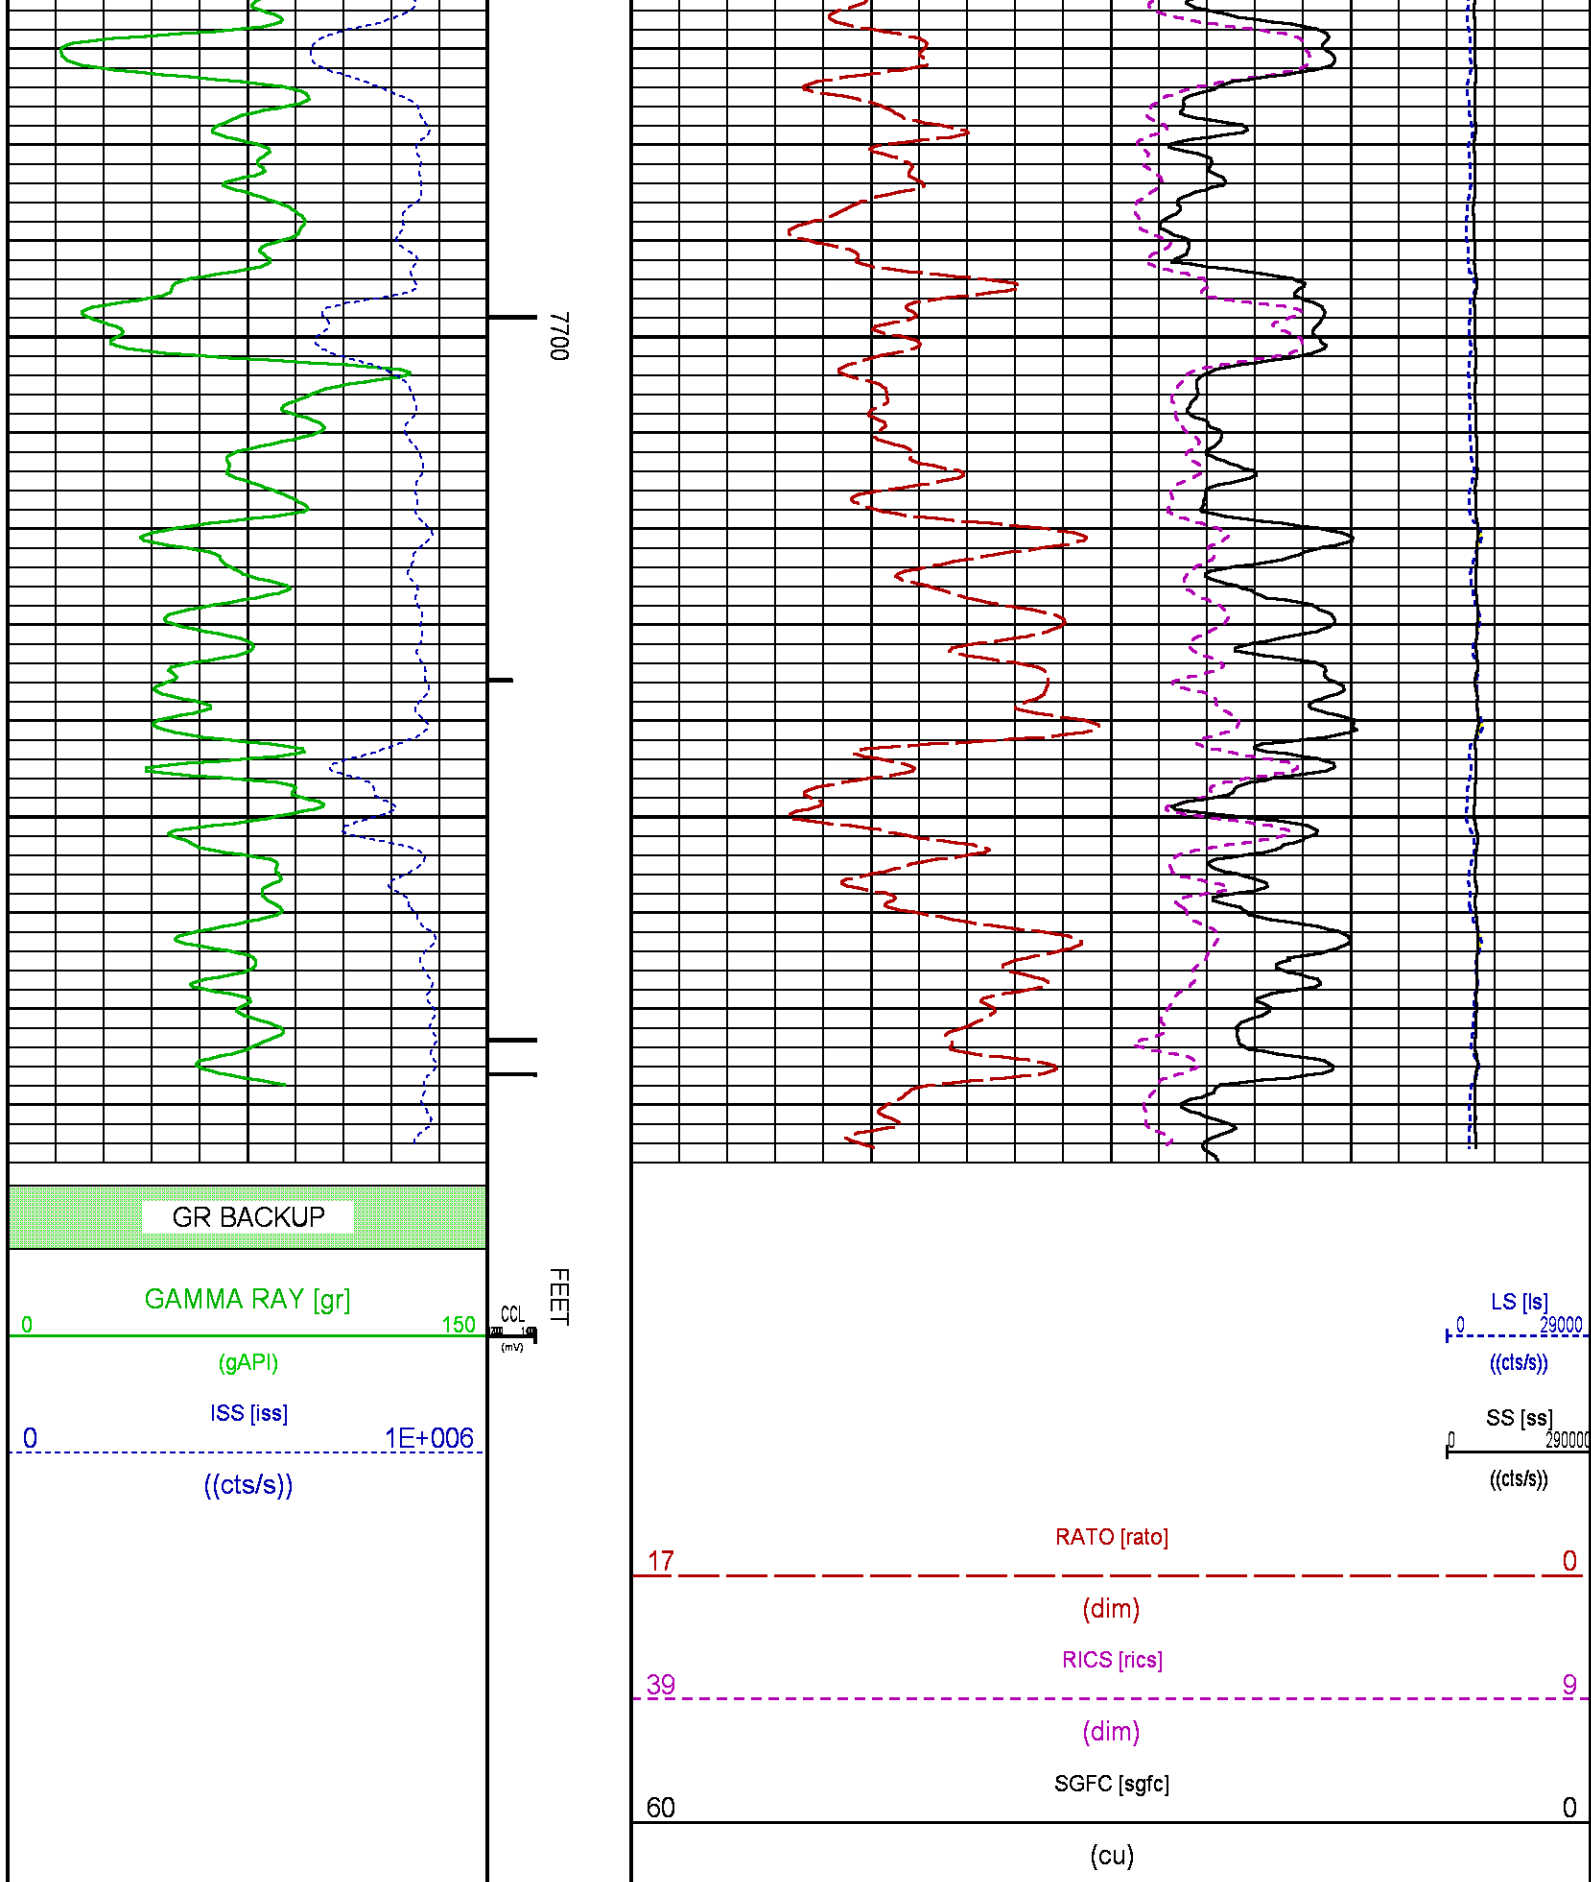 7700
GR BACKUP
FEET
GAMMA RAY [gr]
0 150
(gAPI)
CCL
(mV)
ISS [iss]
0 1E+006
((cts/s))
LS [ls]
0 29000
((cts/s))
SS [ss]
0 290000
((cts/s))
RATO [rato]
17 0
(dim)
RICS [rics]
39 9
(dim)
SGFC [sgfc]
60 0
(cu)